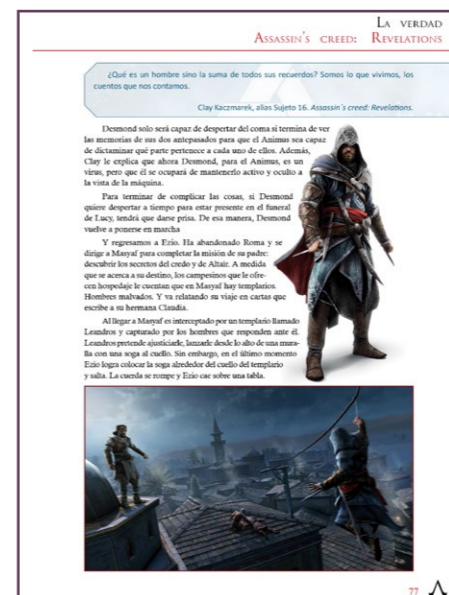 La verdad
Assassin´s creed: Revelations
¿Qué es un hombre sino la suma de todos sus recuerdos? Somos lo que vivimos, los
cuentos que nos contamos.
Clay Kaczmarek, alias Sujeto 16. Assassin´s creed: Revelations.
Desmond solo será capaz de despertar del coma si termina de ver
las memorias de sus dos antepasados para que el Animus sea capaz
de dictaminar qué parte pertenece a cada uno de ellos. Además,
Clay le explica que ahora Desmond, para el Animus, es un
virus, pero que él se ocupará de mantenerlo activo y oculto a
la vista de la máquina.
Para terminar de complicar las cosas, si Desmond
quiere despertar a tiempo para estar presente en el funeral
de Lucy, tendrá que darse prisa. De esa manera, Desmond
vuelve a ponerse en marcha
Y regresamos a Ezio. Ha abandonado Roma y se
dirige a Masyaf para completar la misión de su padre:
descubrir los secretos del credo y de Altaïr. A medida
que se acerca a su destino, los campesinos que le ofre-
cen hospedaje le cuentan que en Masyaf hay templarios.
Hombres malvados. Y va relatando su viaje en cartas que
escribe a su hermana Claudia.
Al llegar a Masyaf es interceptado por un templario llamado
Leandros y capturado por los hombres que responden ante él.
Leandros pretende ajusticiarle, lanzarle desde lo alto de una mura-
lla con una soga al cuello. Sin embargo, en el último momento
Ezio logra colocar la soga alrededor del cuello del templario
y salta. La cuerda se rompe y Ezio cae sobre una tabla.
77